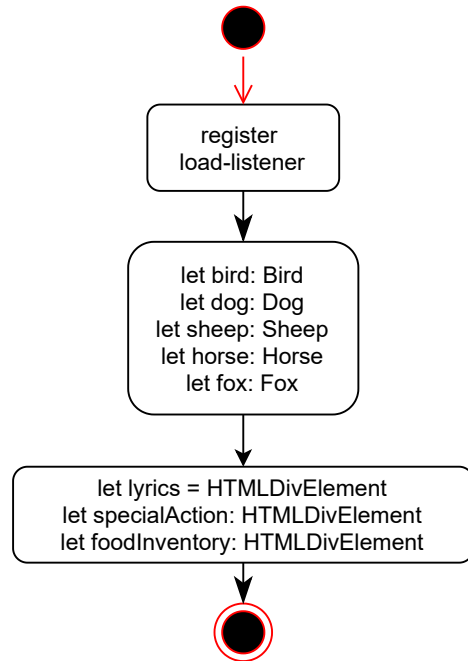 register
load-listener
let bird: Bird
let dog: Dog
let sheep: Sheep
let horse: Horse
let fox: Fox
let lyrics = HTMLDivElement
let specialAction: HTMLDivElement
let foodInventory: HTMLDivElement